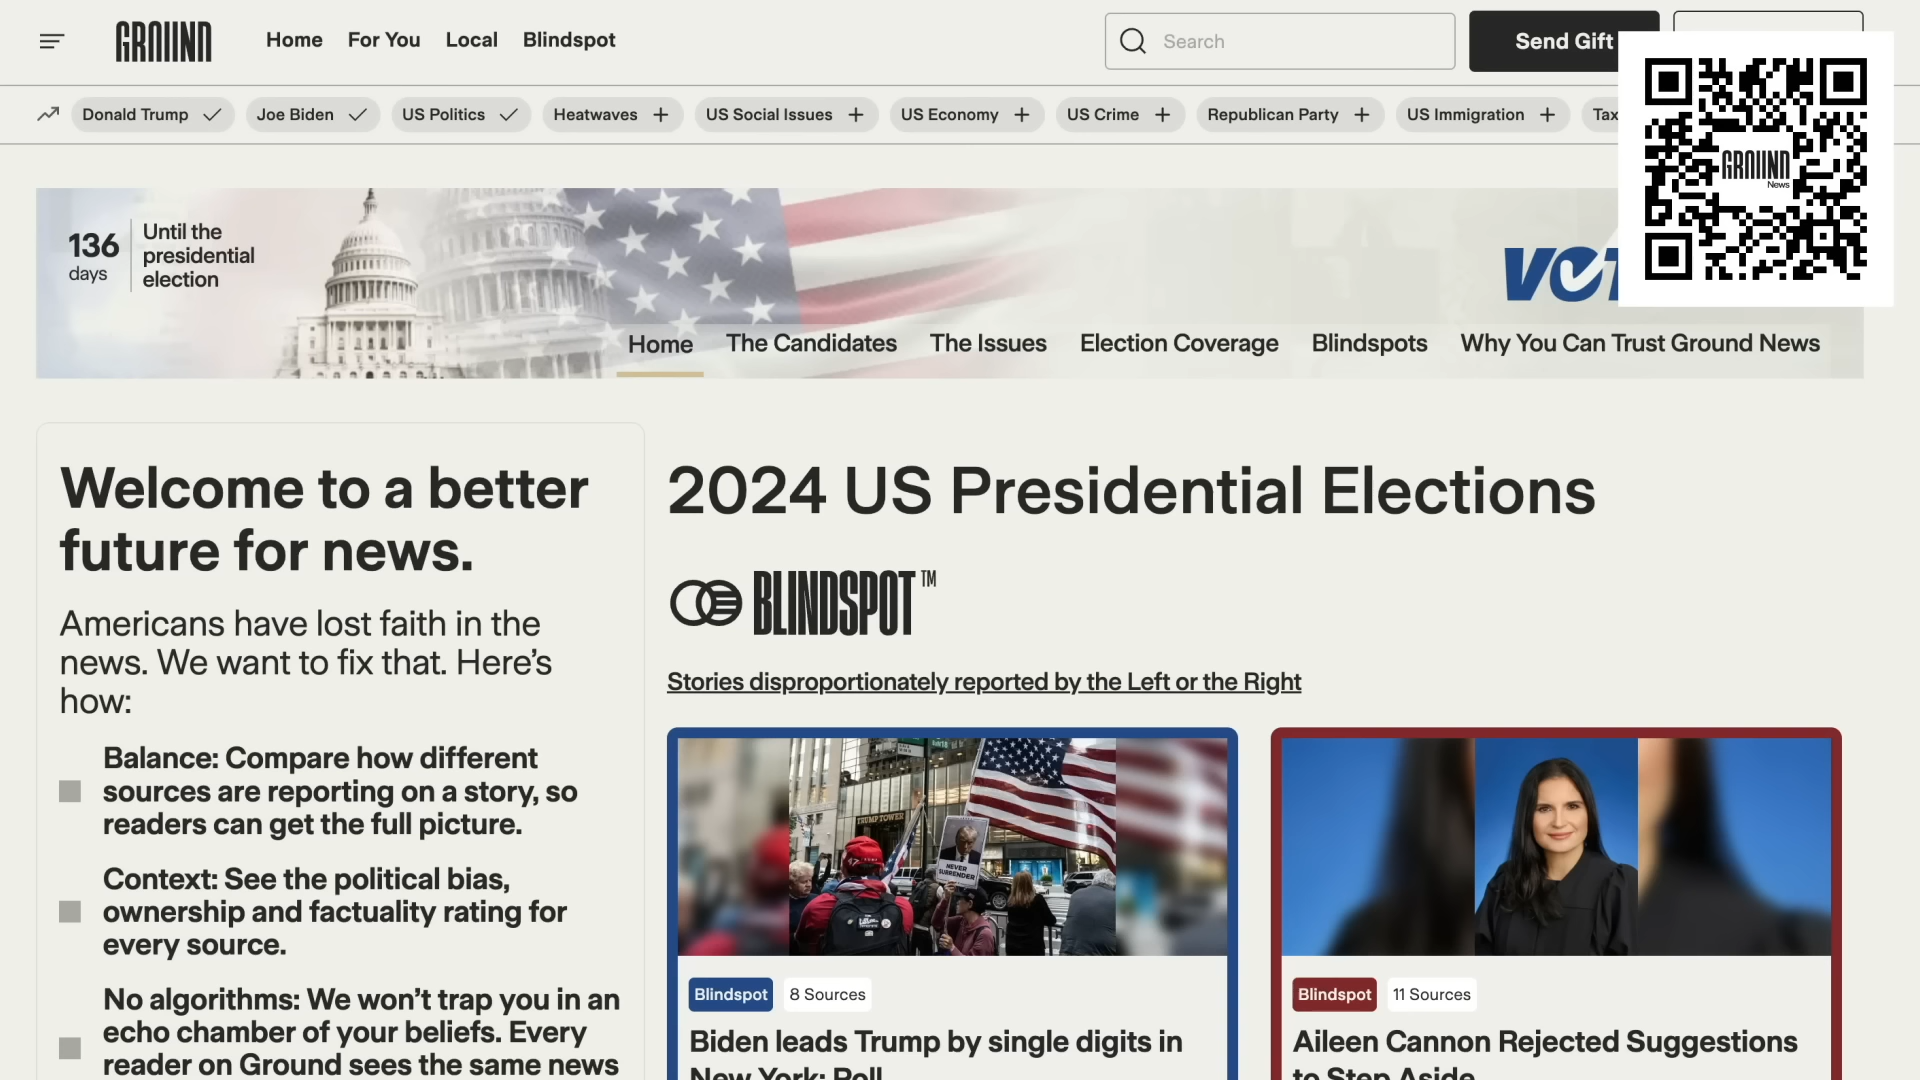 GROUND
Home For You Local Blindspot
Search
Send Gift
Donald Trump
Joe Biden
US Politics
Heatwaves +
US Social Issues +
US Economy +
US Crime +
Republican Party +
US Immigration +
Tax
GROUND
News
136
days
Until the
presidential
election
Home The Candidates The Issues Election Coverage Blindspots Why You Can Trust Ground News
Welcome to a better
future for news.
Americans have lost faith in the
news. We want to fix that. Here’s
how:
Balance: Compare how different
sources are reporting on a story, so
readers can get the full picture.
Context: See the political bias,
ownership and factuality rating for
every source.
No algorithms: We won’t trap you in an
echo chamber of your beliefs. Every
reader on Ground sees the same news
2024 US Presidential Elections
BLINDSPOT™
Stories disproportionately reported by the Left or the Right
TRUMP TOWER
NEVER
SURRENDER
Blindspot 8 Sources
Biden leads Trump by single digits in
New York: Poll
Blindspot 11 Sources
Aileen Cannon Rejected Suggestions
to Step Aside